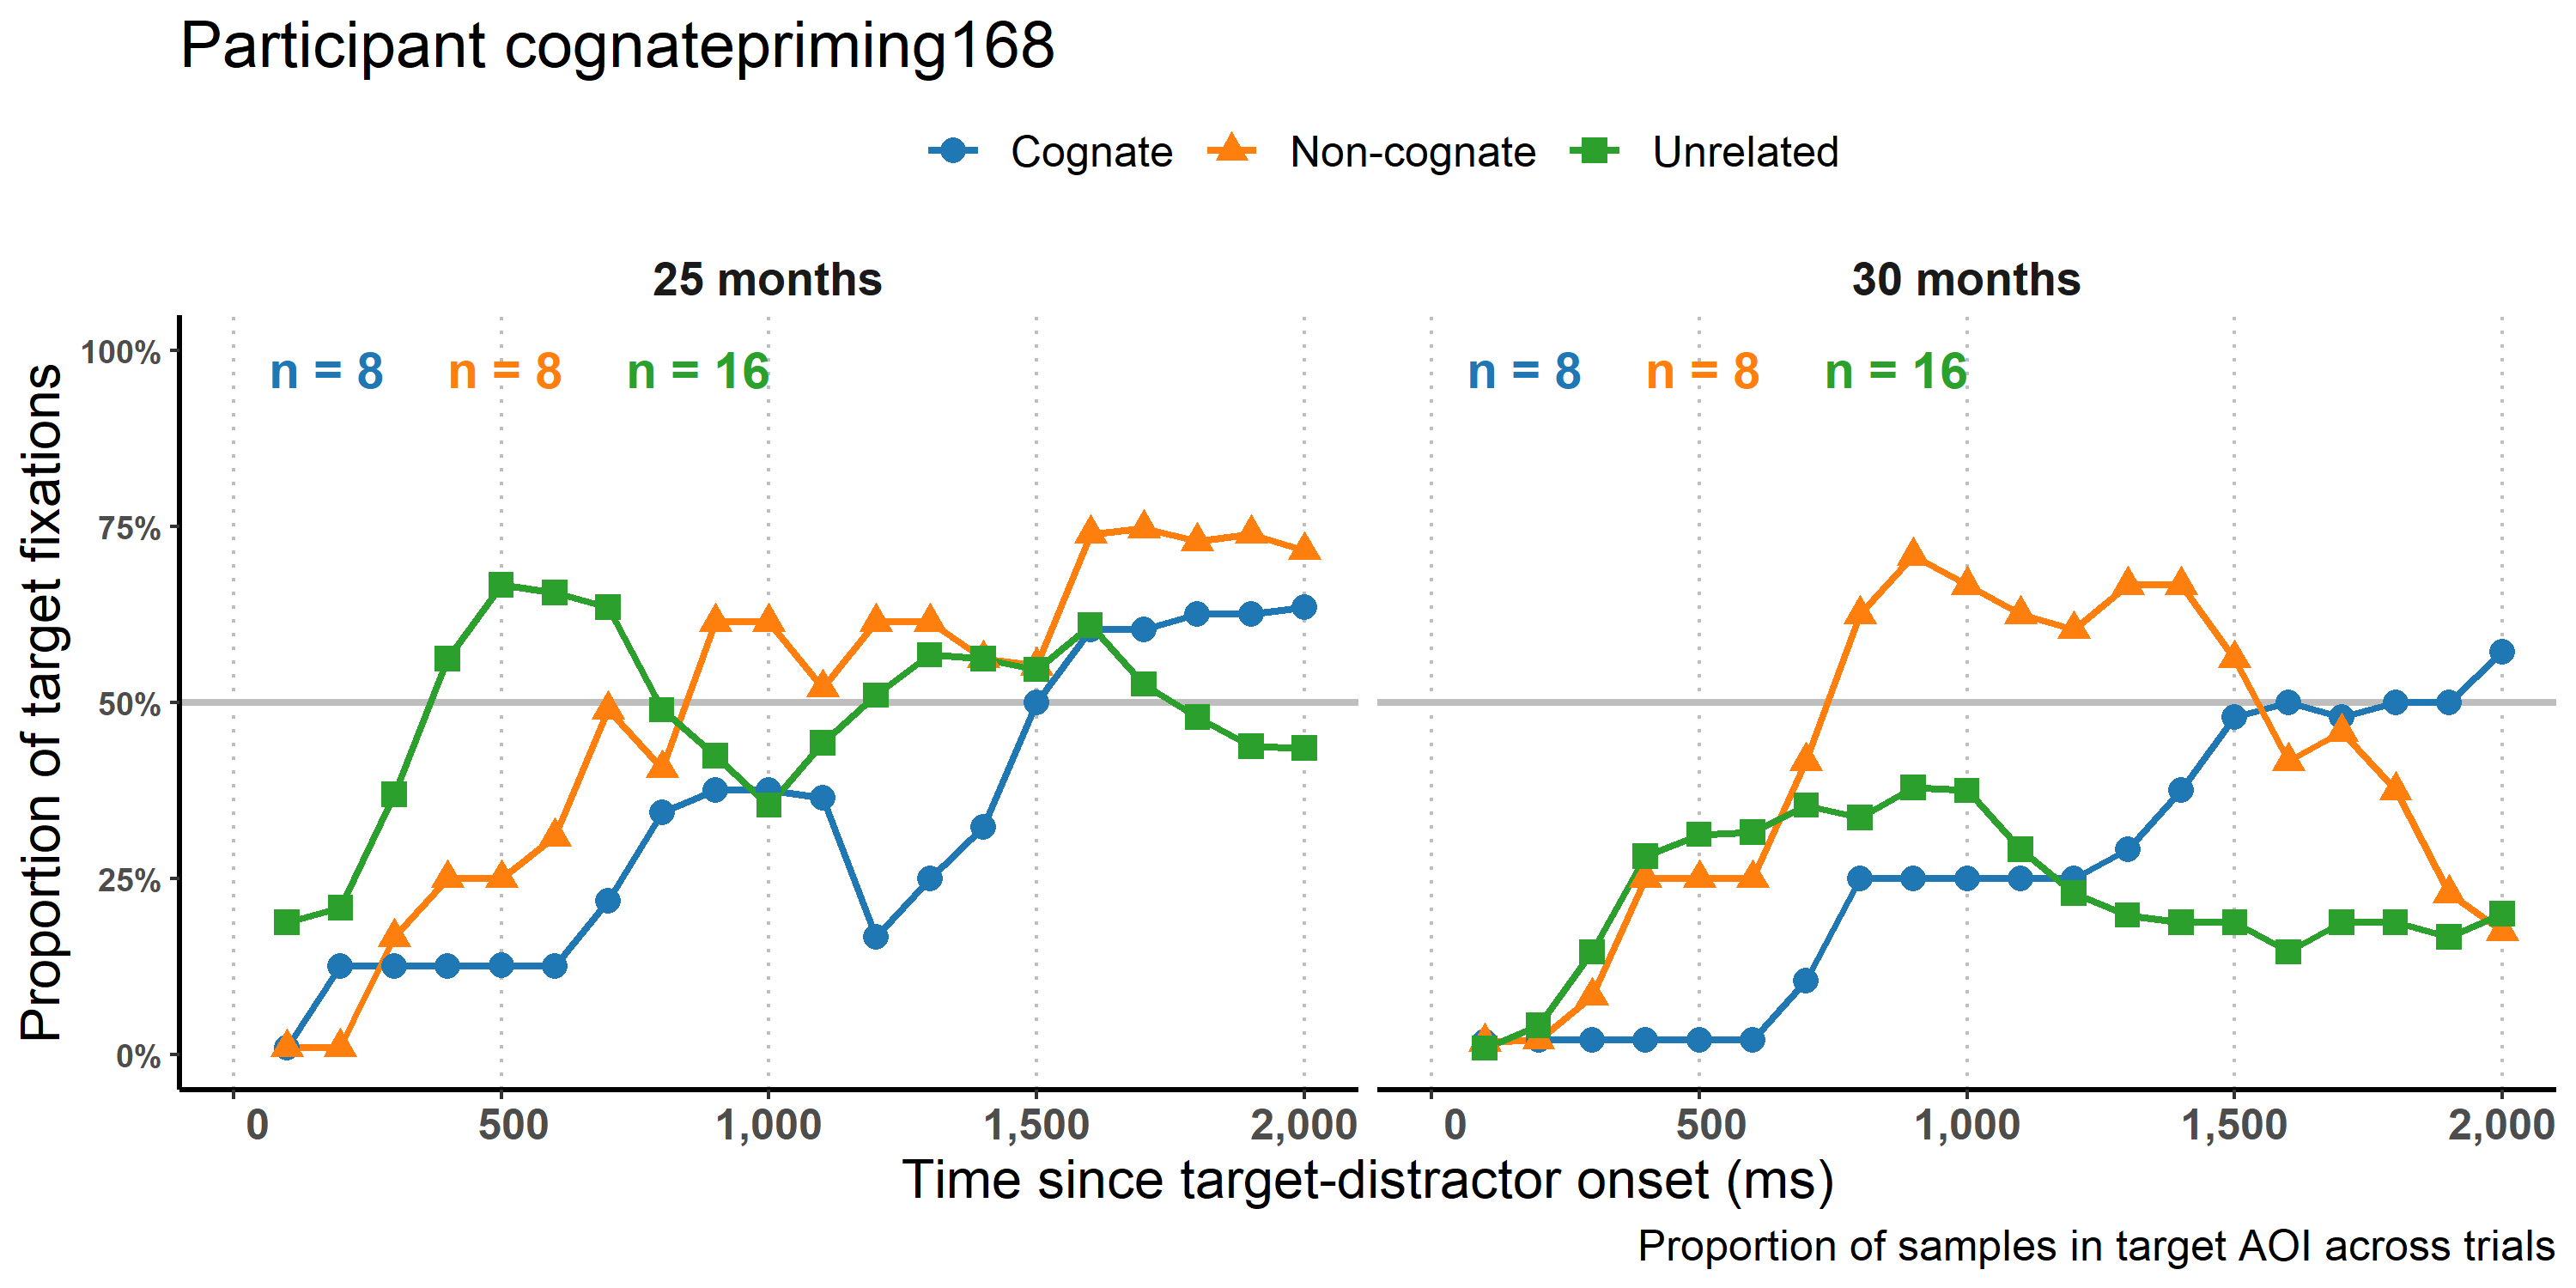 Participant cognatepriming168
Cognate Non-cognate Unrelated
25 months
30 months
n = 8 n = 8 n = 16
n = 8 n = 8 n = 16
Proportion of target fixations
100%
75%
50%
25%
0%
0 500 1,000 1,500 2,000
0 500 1,000 1,500 2,000
Time since target-distractor onset (ms)
Proportion of samples in target AOI across trials